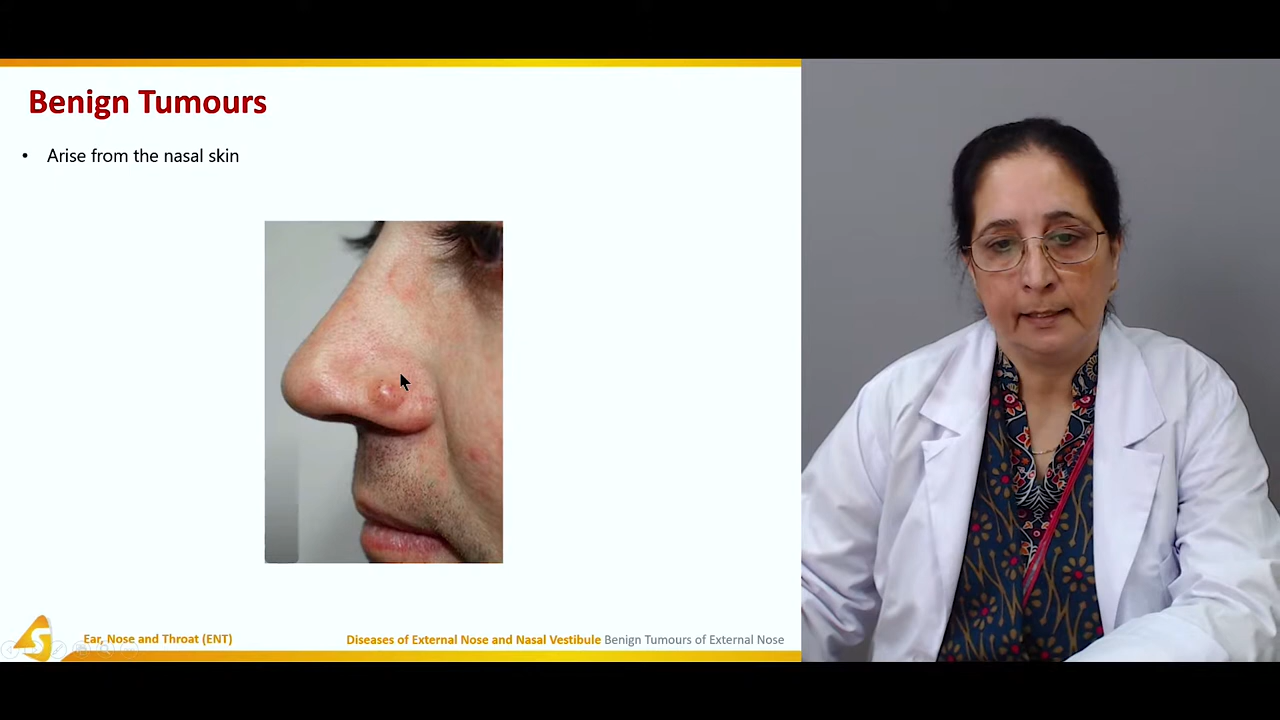 Benign Tumours
• Arise from the nasal skin
Ear, Nose and Throat (ENT)
Diseases of External Nose and Nasal Vestibule Benign Tumours of External Nose